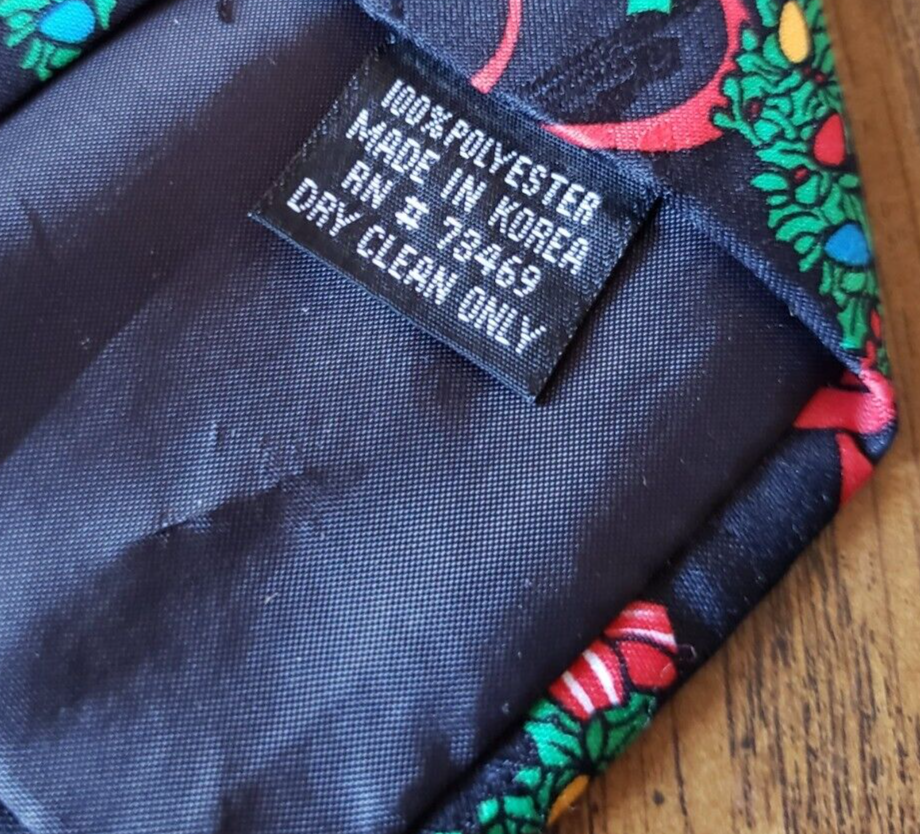 100% POLYESTER
MADE IN KOREA
RN # 73469
DRY CLEAN ONLY